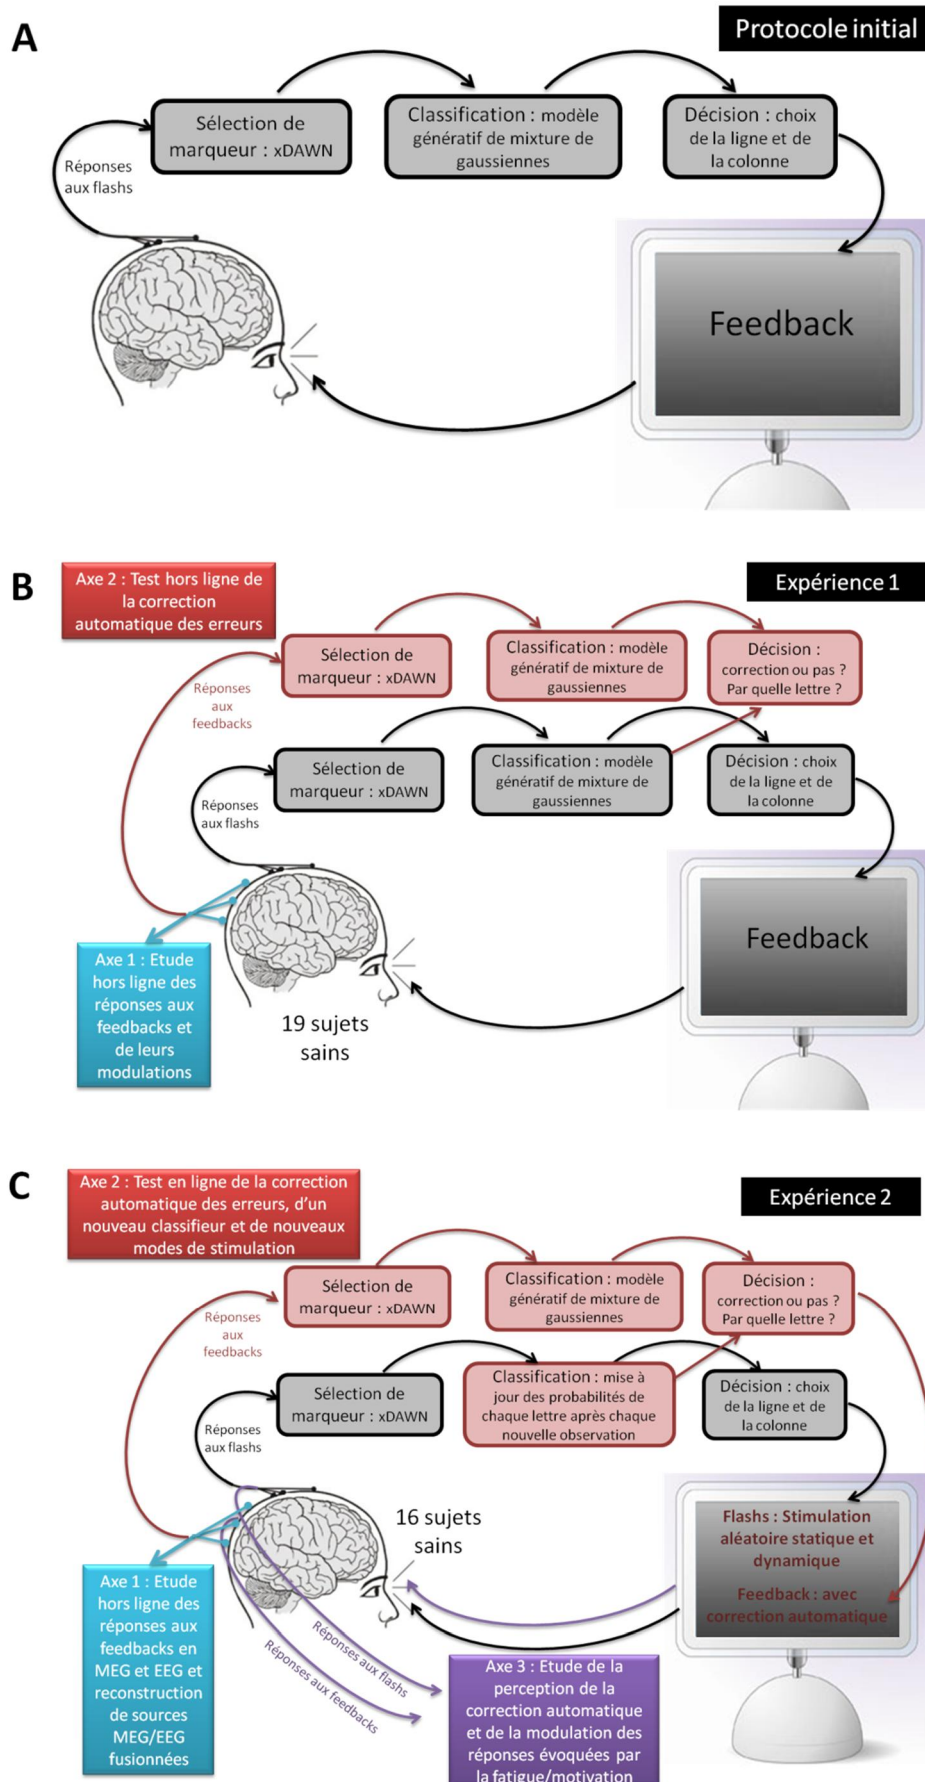 A
Protocole initial
Sélection de
marqueur : xDAWN
Classification : modèle
génératif de mixture de
gaussiennes
Décision : choix
de la ligne et de
la colonne
Réponses
aux flashs
Feedback
B
Axe 2 : Test hors ligne de
la correction
automatique des erreurs
Expérience 1
Sélection de
marqueur : xDAWN
Classification : modèle
génératif de mixture de
gaussiennes
Décision :
correction ou pas ?
Par quelle lettre ?
Réponses
aux
feedbacks
Sélection de
marqueur : xDAWN
Classification : modèle
génératif de mixture de
gaussiennes
Décision : choix
de la ligne et de
la colonne
Réponses
aux flashs
Feedback
Axe 1 : Etude
hors ligne des
réponses aux
feedbacks et
de leurs
modulations
19 sujets
sains
C
Axe 2 : Test en ligne de la correction
automatique des erreurs, d'un
nouveau classifieur et de nouveaux
modes de stimulation
Expérience 2
Sélection de
marqueur : xDAWN
Classification : modèle
génératif de mixture de
gaussiennes
Décision :
correction ou pas ?
Par quelle lettre ?
Réponses
aux
feedbacks
Sélection de
marqueur : xDAWN
Classification : mise à
jour des probabilités de
chaque lettre après chaque
nouvelle observation
Décision : choix
de la ligne et de
la colonne
Réponses
aux flashs
16 sujets
sains
Flashs : Stimulation
aléatoire statique et
dynamique
Feedback : avec
correction automatique
Axe 1 : Etude
hors ligne des
réponses aux
feedbacks en
MEG et EEG et
reconstruction
de sources
MEG/EEG
fusionnées
Réponses aux flashs
Réponses aux feedbacks
Axe 3 : Etude de la
perception de la
correction automatique
et de la modulation des
réponses évoquées par
la fatigue/motivation